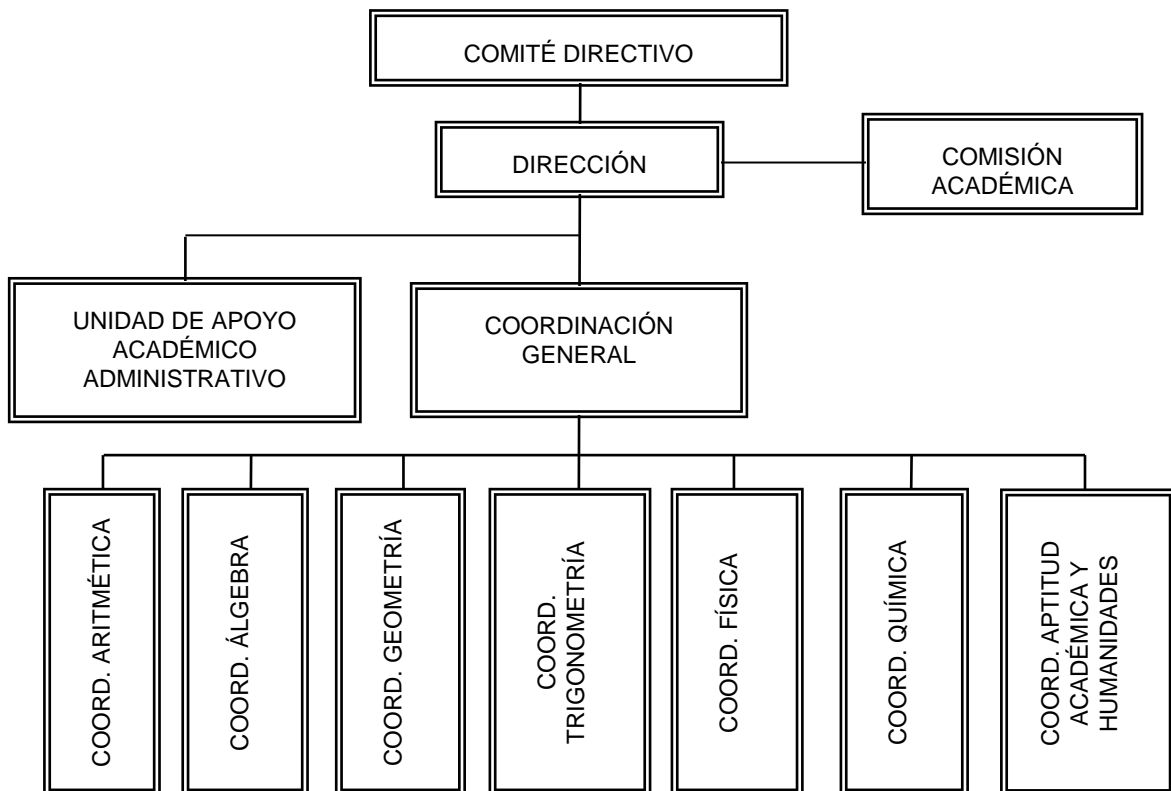 COMITÉ DIRECTIVO
DIRECCIÓN
COMISIÓN
ACADÉMICA
UNIDAD DE APOYO
ACADÉMICO
ADMINISTRATIVO
COORDINACIÓN
GENERAL
COORD. ARITMÉTICA
COORD. ÁLGEBRA
COORD. GEOMETRÍA
COORD.
TRIGONOMETRÍA
COORD. FÍSICA
COORD. QUÍMICA
COORD. APTITUD
ACADÉMICA Y
HUMANIDADES